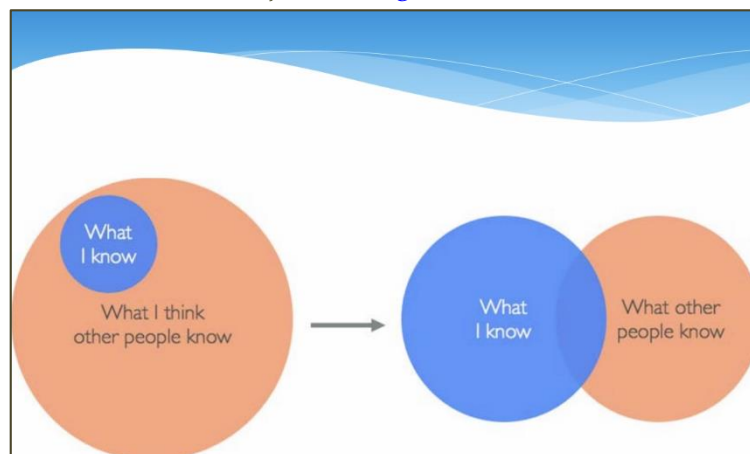 What
I know
What I think
other people know
What
I know
What other
people know